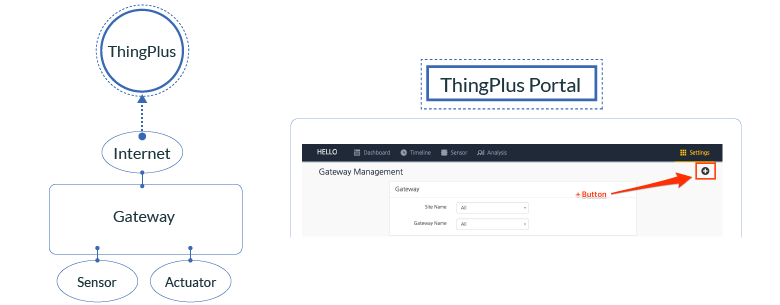 ThingPlus
Internet
Gateway
Sensor
Actuator
ThingPlus Portal
HELLO Dashboard Timeline Sensor Analysis Settings
Gateway Management
Gateway
+ Button
Site Name All
Gateway Name All